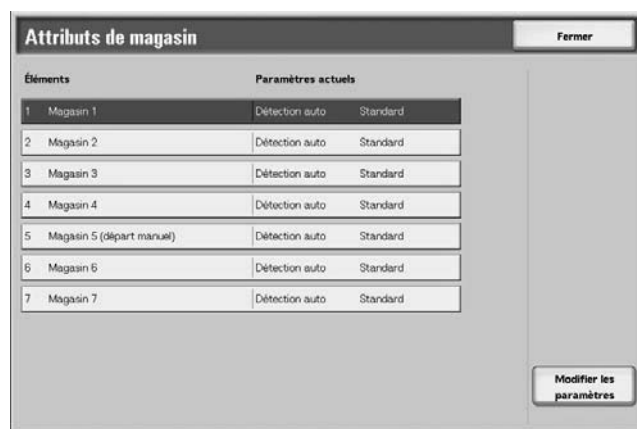 Attributs de magasin
Fermer
Éléments Paramètres actuels
1 Magasin 1 Détection auto Standard
2 Magasin 2 Détection auto Standard
3 Magasin 3 Détection auto Standard
4 Magasin 4 Détection auto Standard
5 Magasin 5 (départ manuel) Détection auto Standard
6 Magasin 6 Détection auto Standard
7 Magasin 7 Détection auto Standard
Modifier les
paramètres